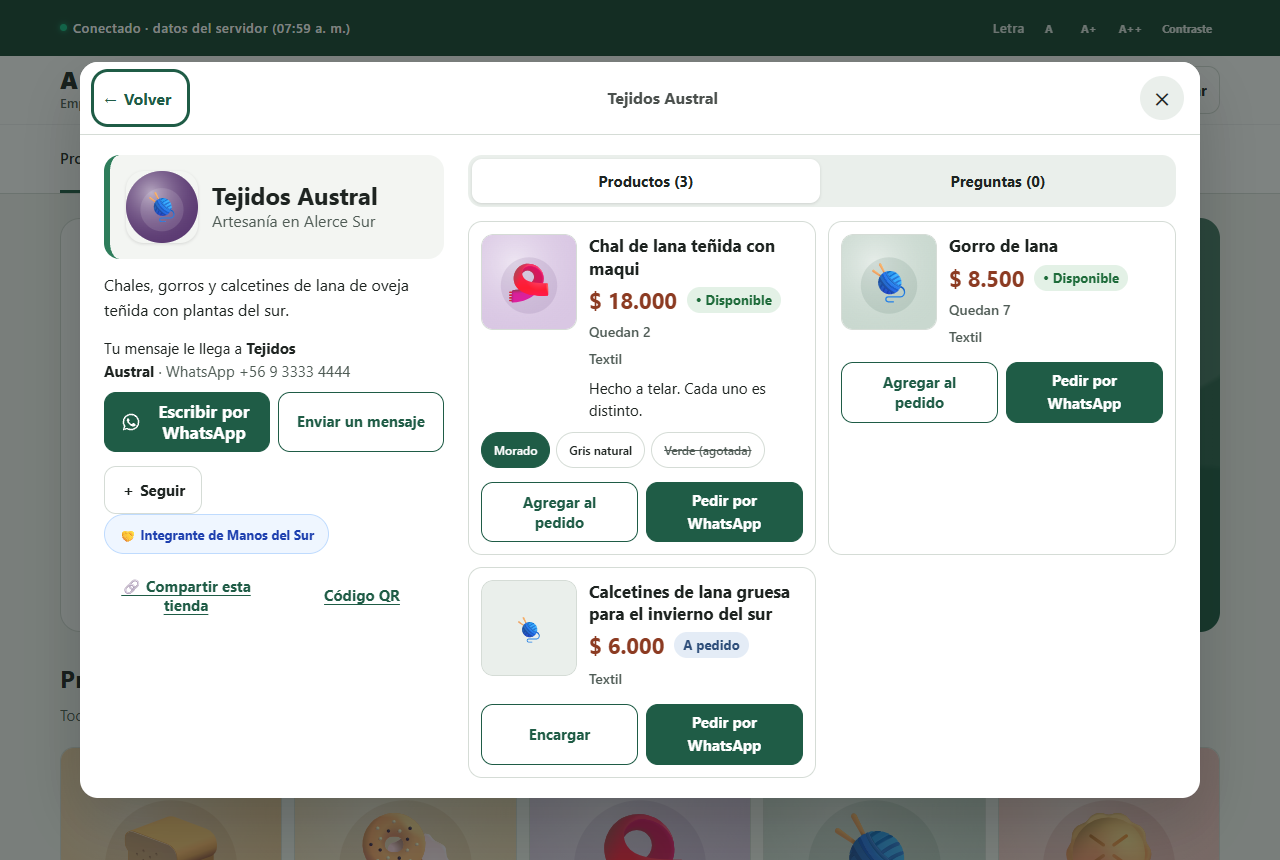 Conectado · datos del servidor (07:59 a. m.)
Letra A A+ A++ Contraste
← Volver
Tejidos Austral
×
Tejidos Austral
Artesanía en Alerce Sur
Chales, gorros y calcetines de lana de oveja
teñida con plantas del sur.
Tu mensaje le llega a Tejidos
Austral · WhatsApp +56 9 3333 4444
Escribir por
WhatsApp
Enviar un mensaje
+ Seguir
Integrante de Manos del Sur
Compartir esta
tienda
Código QR
Productos (3)
Preguntas (0)
Chal de lana teñida con
maqui
$ 18.000 • Disponible
Quedan 2
Textil
Hecho a telar. Cada uno es
distinto.
Morado
Gris natural
Verde (agotada)
Agregar al
pedido
Pedir por
WhatsApp
Gorro de lana
$ 8.500 • Disponible
Quedan 7
Textil
Agregar al
pedido
Pedir por
WhatsApp
Calcetines de lana gruesa
para el invierno del sur
$ 6.000 A pedido
Textil
Encargar
Pedir por
WhatsApp